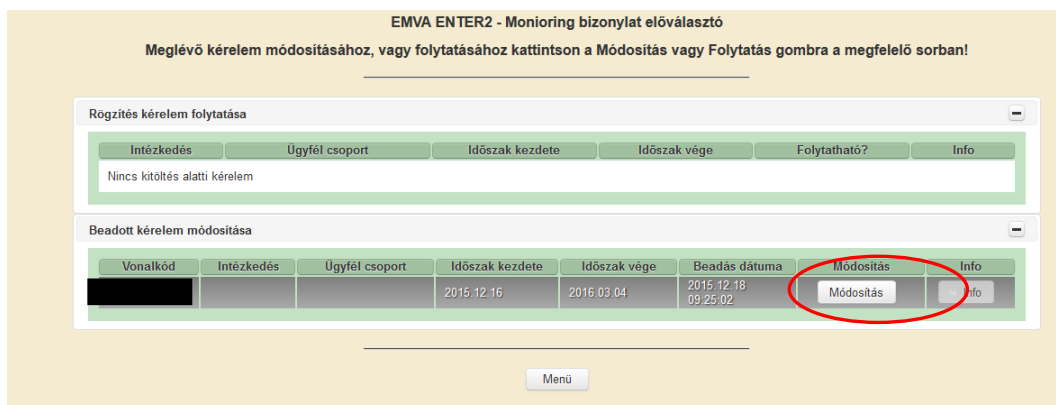 EMVA ENTER2 - Monioring bizonylat előválasztó
Meglévő kérelem módosításához, vagy folytatásához kattintson a Módosítás vagy Folytatás gombra a megfelelő sorban!
Rögzítés kérelem folytatása
Intézkedés Ügyfél csoport Időszak kezdete Időszak vége Folytatható? Info
Nincs kitöltés alatti kérelem
Beadott kérelem módosítása
Vonalkód Intézkedés Ügyfél csoport Időszak kezdete Időszak vége Beadás dátuma Módosítás Info
2015.12.16 2016.03.04 2015.12.18 Módosítás Info
09:25:02
Menü